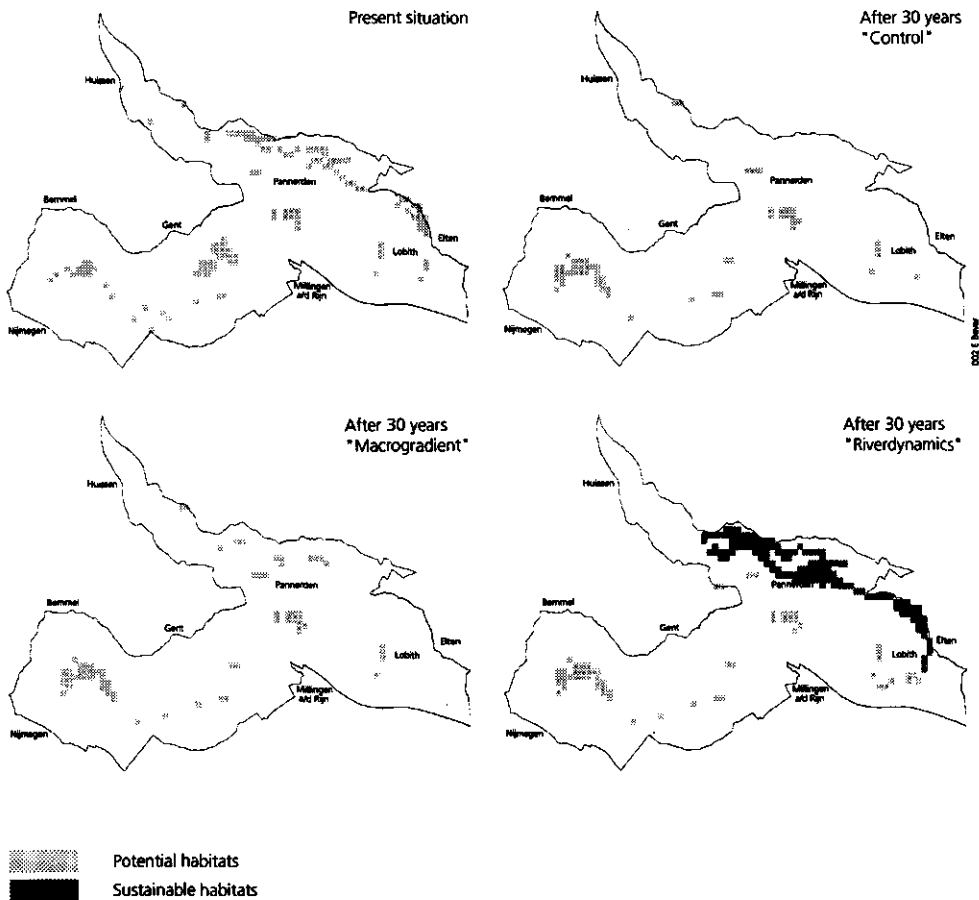 Present situation
Huissen
Pannerden
Bemmel
Gent
Elten
Lobith
Millingen
a/d Rijn
Nijmegen
After 30 years
"Control"
Huissen
Pannerden
Bemmel
Gent
Elten
Lobith
Millingen
a/d Rijn
Nijmegen
After 30 years
"Macrogradient"
Huissen
Pannerden
Bemmel
Gent
Elten
Lobith
Millingen
a/d Rijn
Nijmegen
After 30 years
"Riverdynamics"
Huissen
Pannerden
Bemmel
Gent
Elten
Lobith
Millingen
a/d Rijn
Nijmegen
Potential habitats
Sustainable habitats